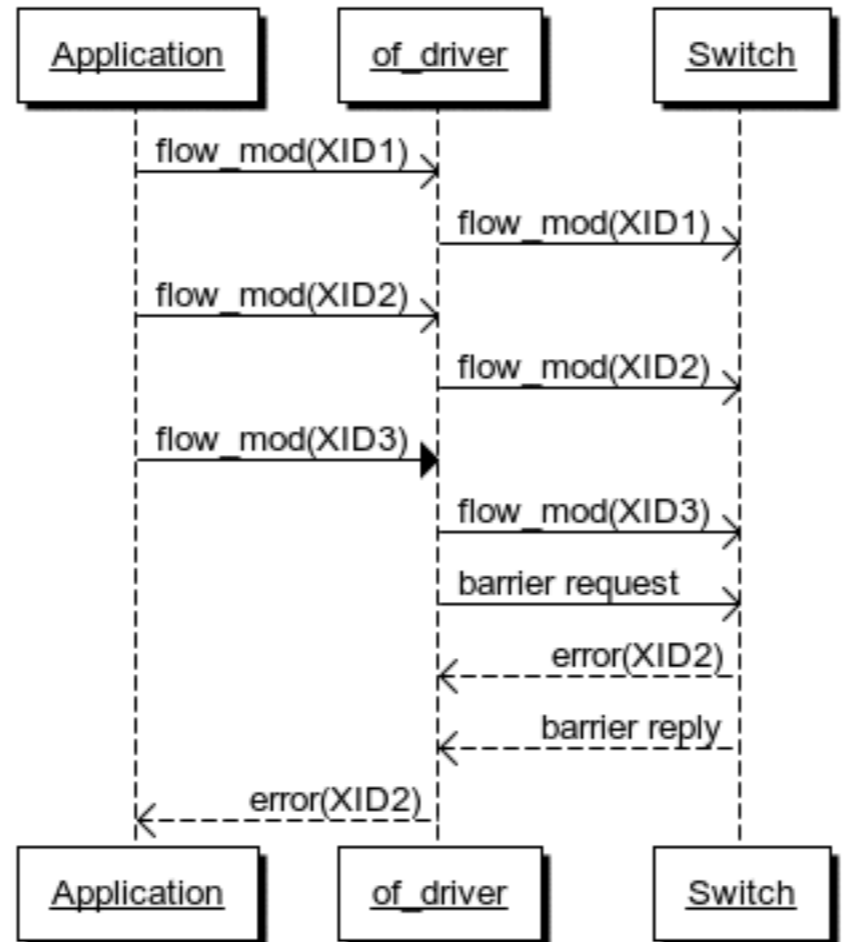 Application of_driver Switch
flow_mod(XID1)
flow_mod(XID1)
flow_mod(XID2)
flow_mod(XID2)
flow_mod(XID3)
flow_mod(XID3)
barrier request
error(XID2)
barrier reply
error(XID2)
Application of_driver Switch